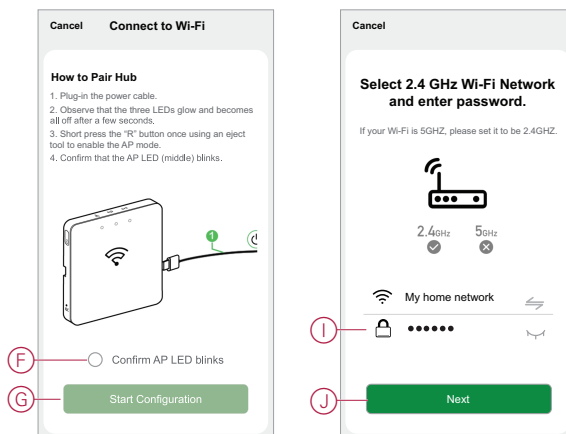 Cancel Connect to Wi-Fi
How to Pair Hub
1. Plug-in the power cable.
2. Observe that the three LEDs glow and becomes
all off after a few seconds.
3. Short press the “R” button once using an eject
tool to enable the AP mode.
4. Confirm that the AP LED (middle) blinks.
1
F
Confirm AP LED blinks
G
Start Configuration
Cancel
Select 2.4 GHz Wi-Fi Network
and enter password.
If your Wi-Fi is 5GHZ, please set it to be 2.4GHZ.
2.4GHz 5GHz
My home network
I
••••••
J
Next